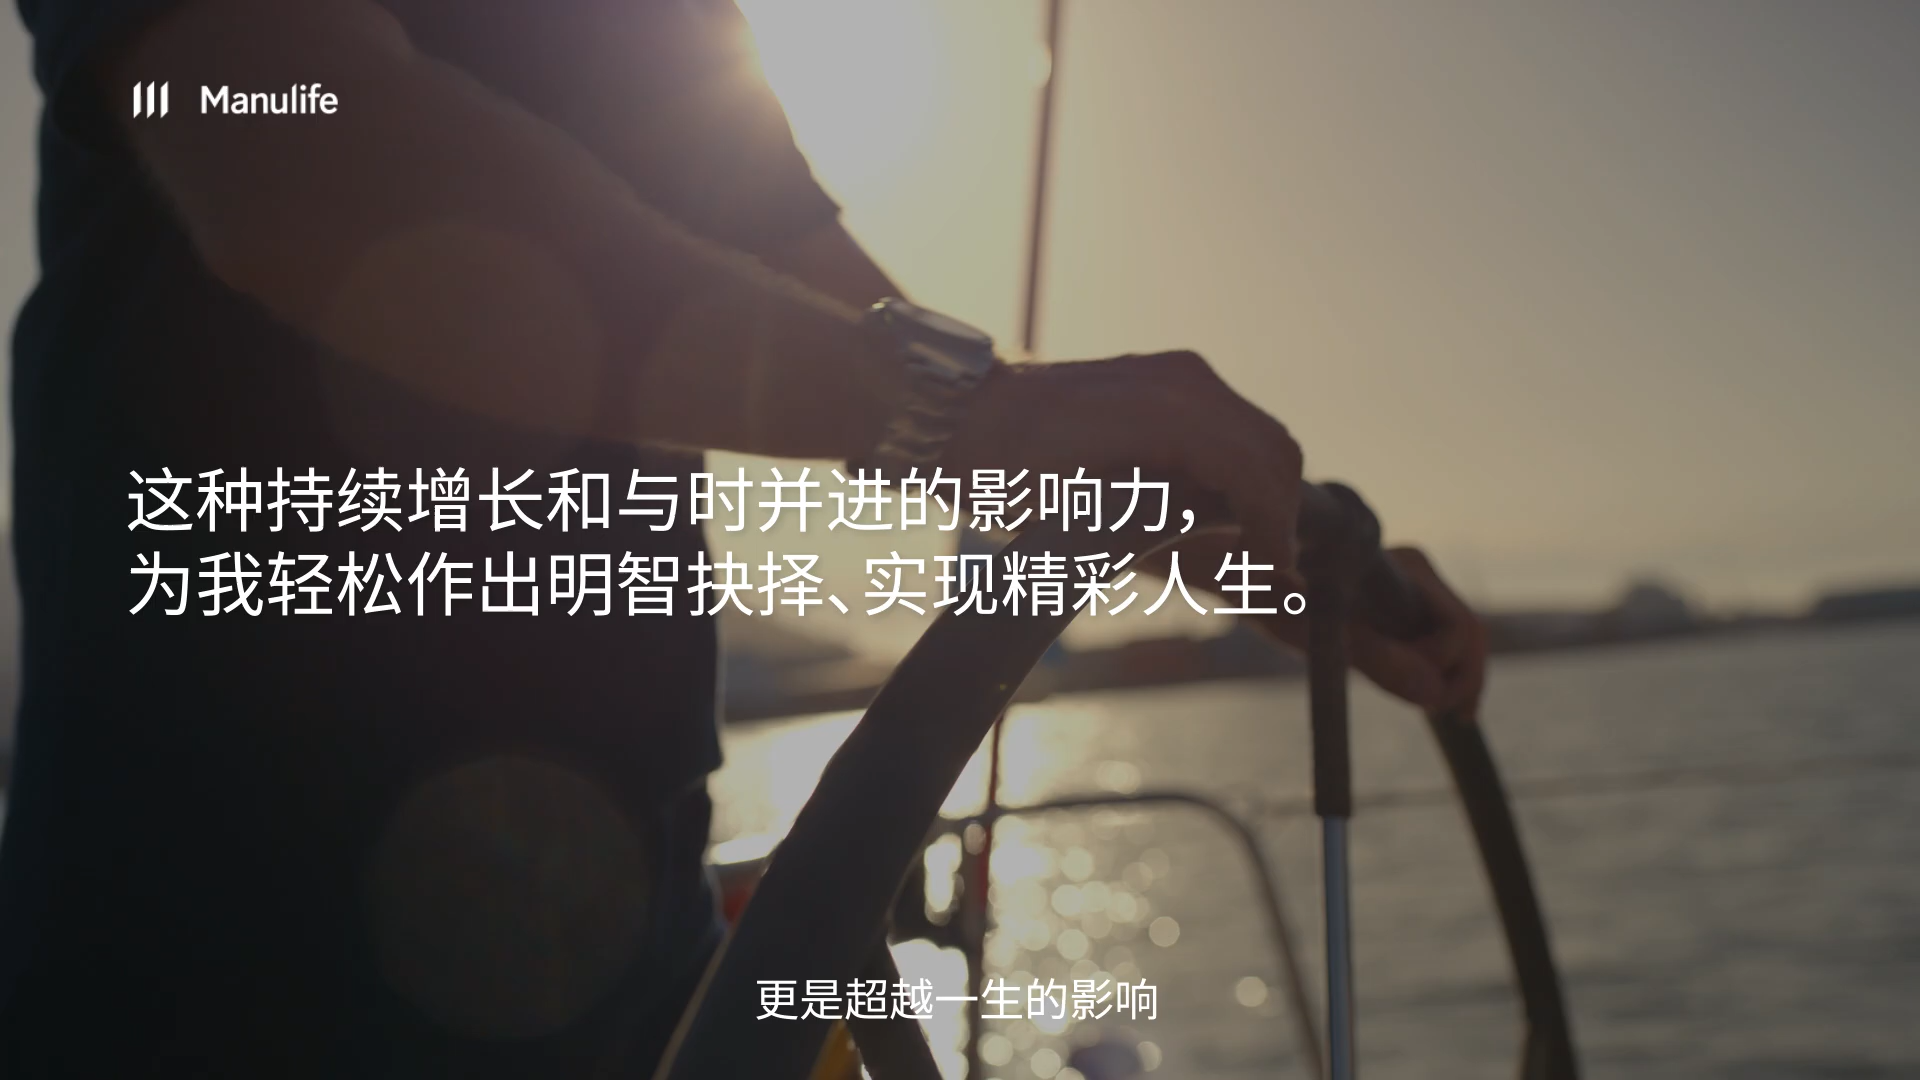 Manulife
这种持续增长和与时并进的影响力，
为我轻松作出明智抉择、实现精彩人生。
更是超越一生的影响